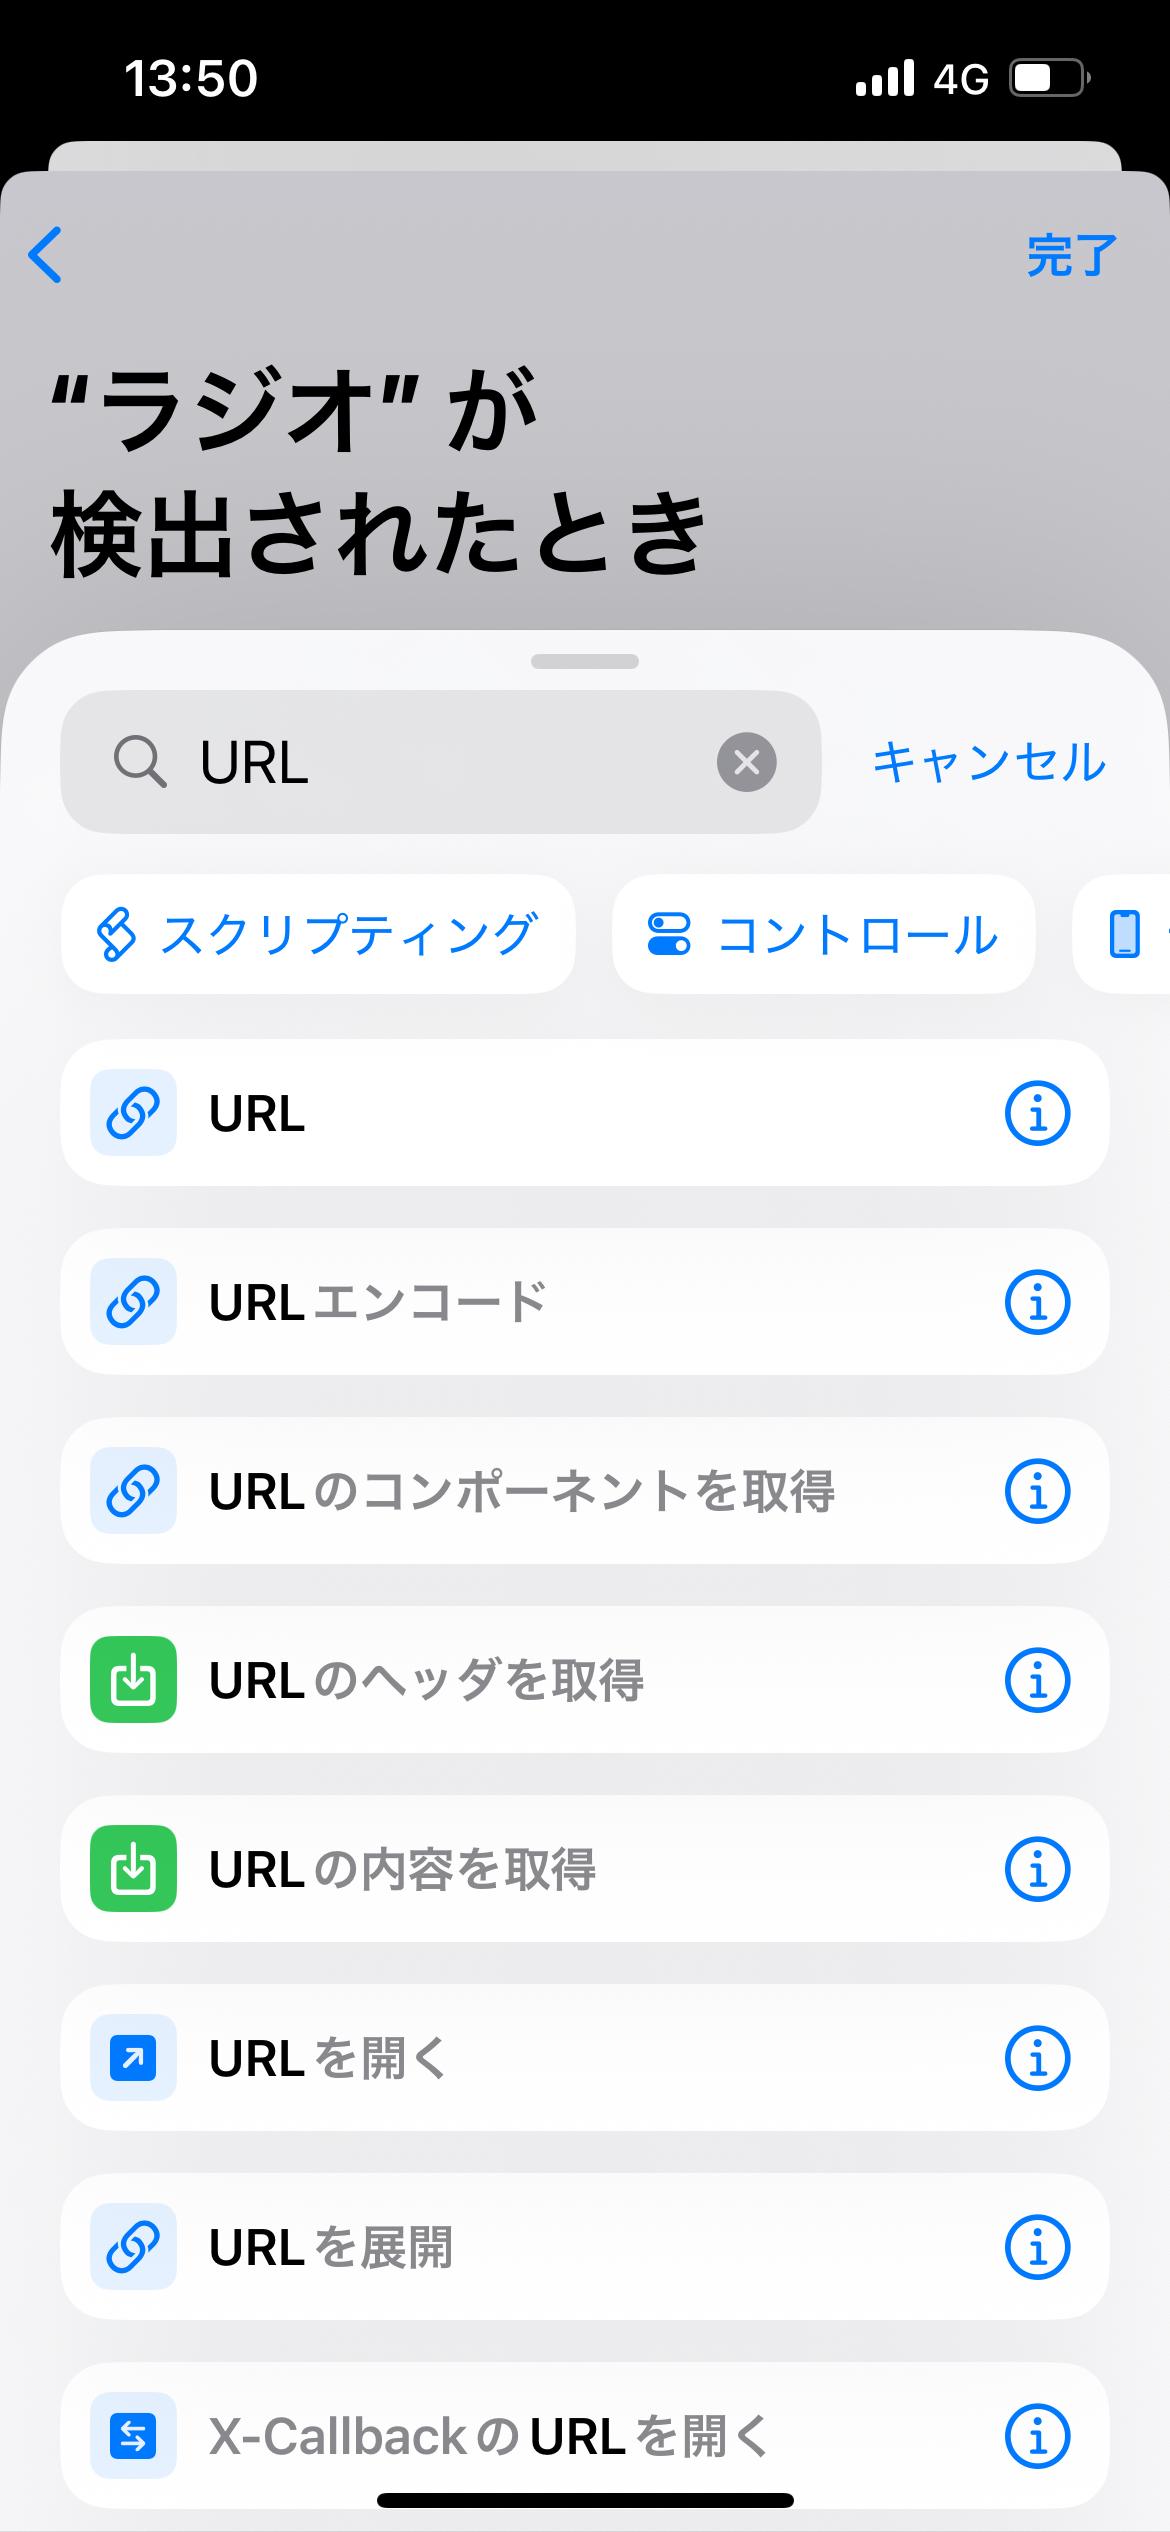 13:50
4G
完了
“ラジオ” が
検出されたとき
URL
キャンセル
スクリプティング
コントロール
URL
URLエンコード
URLのコンポーネントを取得
URLのヘッダを取得
URLの内容を取得
URLを開く
URLを展開
X-CallbackのURLを開く